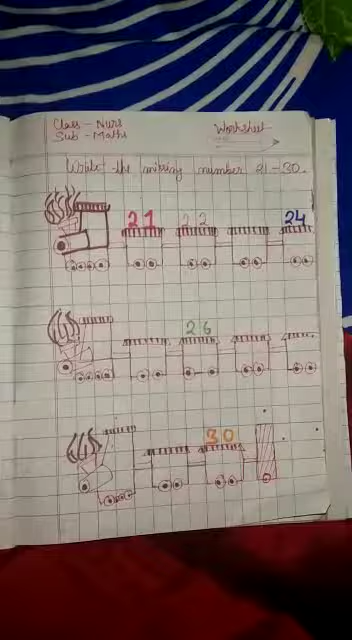 Class - Nurs
Worksheet
Sub - Maths
Write the missing number 21-30.
21 22 24
26
30